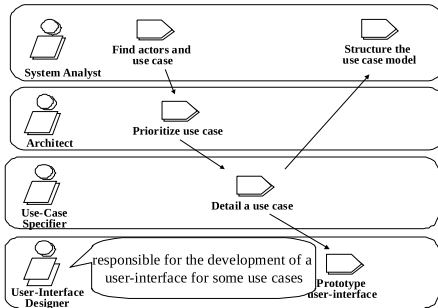 Find actors and
use case
Structure the
use case model
System Analyst
Prioritize use case
Architect
Detail a use case
Use-Case
Specifier
responsible for the development of a
user-interface for some use cases
User-Interface
Designer
Prototype
user-interface